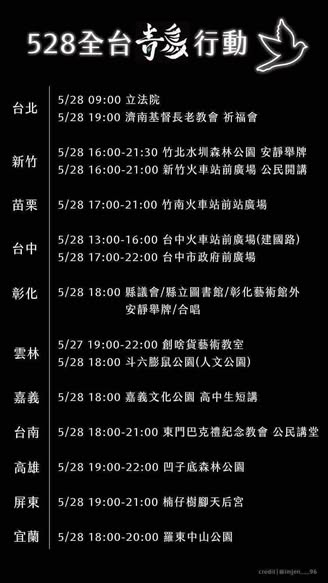 528全台青鳥行動
台北
5/28 09:00 立法院
5/28 19:00 濟南基督長老教會 祈福會
新竹
5/28 16:00-21:30 竹北水圳森林公園 安靜舉牌
5/28 16:00-21:00 新竹火車站前廣場 公民開講
苗栗
5/28 17:00-21:00 竹南火車站前站廣場
台中
5/28 13:00-16:00 台中火車站前廣場(建國路)
5/28 17:00-22:00 台中市政府前廣場
彰化
5/28 18:00 縣議會/縣立圖書館/彰化藝術館外
安靜舉牌/合唱
雲林
5/27 19:00-22:00 創啥貨藝術教室
5/28 18:00 斗六膨鼠公園(人文公園)
嘉義
5/28 18:00 嘉義文化公園 高中生短講
台南
5/28 18:00-21:00 東門巴克禮紀念教會 公民講堂
高雄
5/28 19:00-22:00 凹子底森林公園
屏東
5/28 19:00-21:00 楠仔樹腳天后宮
宜蘭
5/28 18:00-20:00 羅東中山公園